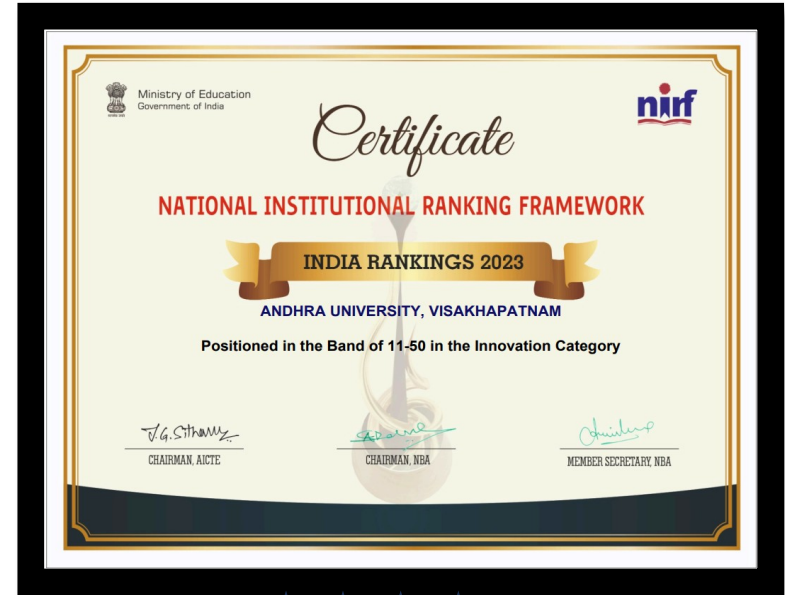 Ministry of Education
Government of India
nirf
Certificate
NATIONAL INSTITUTIONAL RANKING FRAMEWORK
INDIA RANKINGS 2023
ANDHRA UNIVERSITY, VISAKHAPATNAM
Positioned in the Band of 11-50 in the Innovation Category
CHAIRMAN, AICTE
CHAIRMAN, NBA
MEMBER SECRETARY, NBA